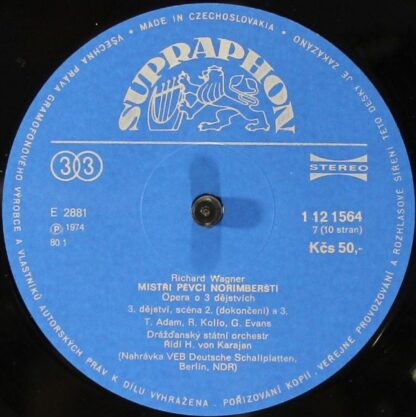 • MADE IN CZECHOSLOVAKIA • VŠECHNA PRÁVA GRAMOFONOVÉHO VÝROBCE A VLASTNÍKŮ AUTORSKÝCH PRÁV K DÍLU VYHRAŽENA. POŘIZOVÁNÍ KOPIÍ, VEŘEJNÉ PROVOZOVÁNÍ A ROZHLASOVÉ ŠÍŘENÍ TÉTO DESKY JE ZAKÁZÁNO
SUPRAPHON
33
STEREO
E 2881
℗ 1974
80 1
1 12 1564
7 (10 stran)
Kčs 50,-
Richard Wagner
MISTŘI PĚVCI NORIMBERŠTÍ
Opera o 3 dějstvích
3. dějství, scéna 2. (dokončení) a 3.
T. Adam, R. Kollo, G. Evans
Drážďanský státní orchestr
Řídí H. von Karajan
(Nahrávka VEB Deutsche Schallplatten,
Berlin, NDR)